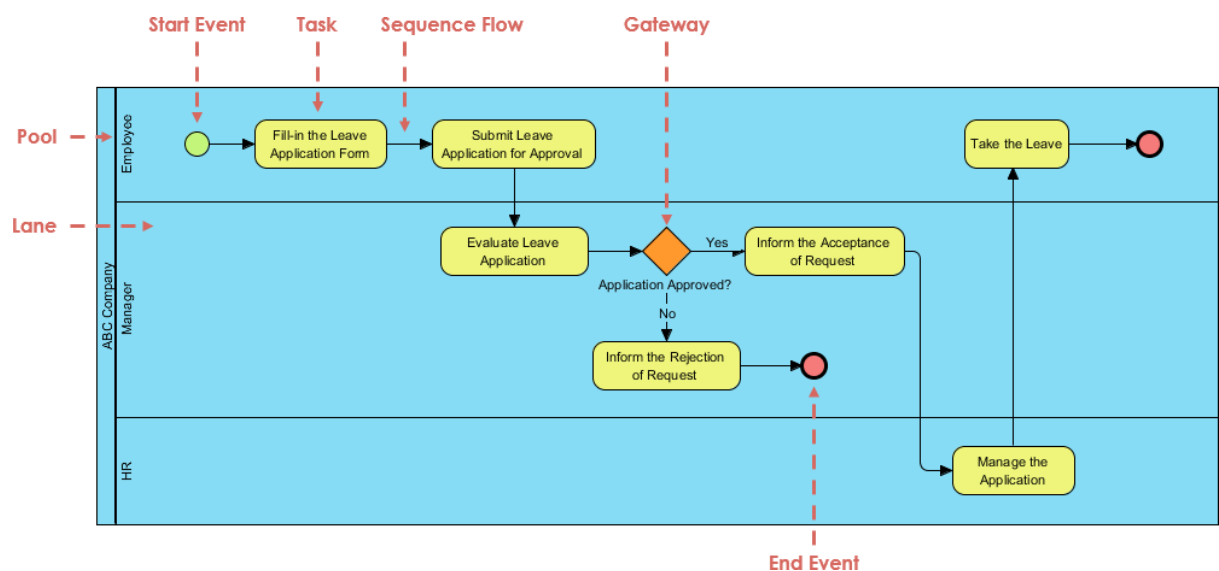 Start Event
Task
Sequence Flow
Gateway
Pool
Lane
ABC Company
Employee
Fill-in the Leave
Application Form
Submit Leave
Application for Approval
Take the Leave
Manager
Evaluate Leave
Application
Application Approved?
Yes
No
Inform the Acceptance
of Request
Inform the Rejection
of Request
HR
Manage the
Application
End Event